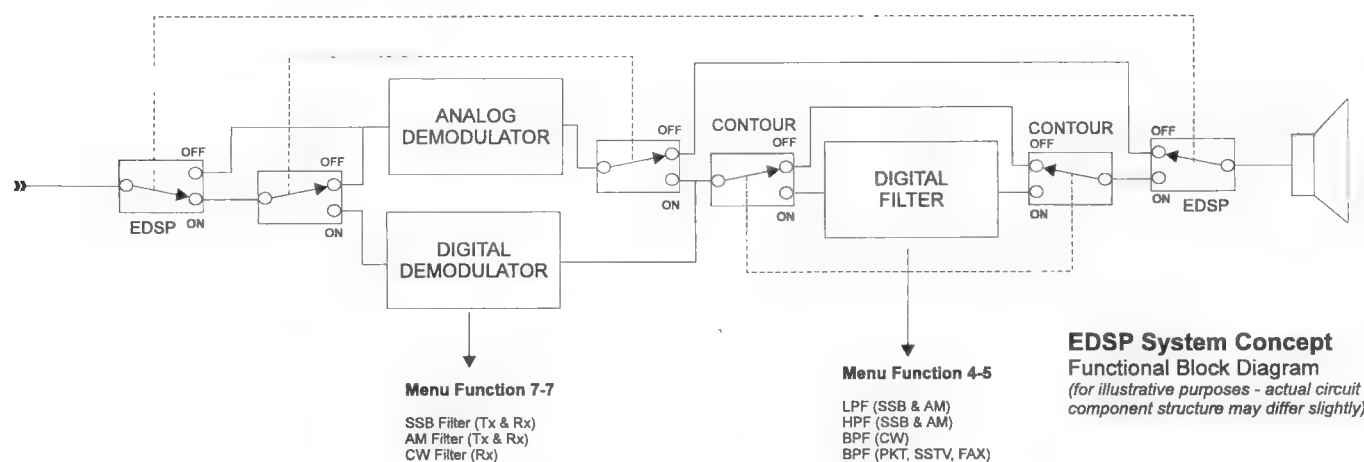 ANALOG
DEMODULATOR
OFF
EDSP
ON
OFF
ON
DIGITAL
DEMODULATOR
OFF
ON
CONTOUR
OFF
ON
DIGITAL
FILTER
CONTOUR
OFF
ON
OFF
ON
EDSP
Menu Function 7-7
SSB Filter (Tx & Rx)
AM Filter (Tx & Rx)
CW Filter (Rx)
Menu Function 4-5
LPF (SSB & AM)
HPF (SSB & AM)
BPF (CW)
BPF (PKT, SSTV, FAX)
EDSP System Concept
Functional Block Diagram
(for illustrative purposes - actual circuit
component structure may differ slightly)